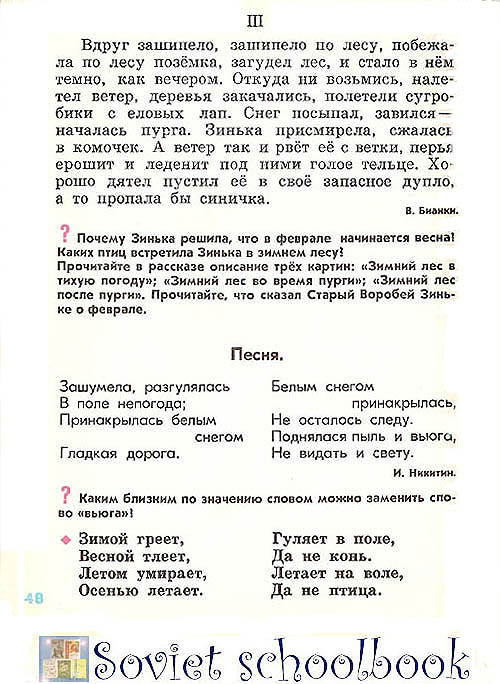 III
Вдруг зашипело, зашипело по лесу, побежа-
ла по лесу позёмка, загудел лес, и стало в нём
темно, как вечером. Откуда ни возьмись, нале-
тел ветер, деревья закачались, полетели сугро-
бики с еловых лап. Снег посыпал, завился —
началась пурга. Зинька присмирела, сжалась
в комочек. А ветер так и рвёт её с ветки, перья
ерошит и леденит под ними голое тельце. Хо-
рошо дятел пустил её в своё запасное дупло,
а то пропала бы синичка.
В. Бианки.
? Почему Зинька решила, что в феврале начинается весна?
Каких птиц встретила Зинька в зимнем лесу?
Прочитайте в рассказе описание трёх картин: «Зимний лес в
тихую погоду»; «Зимний лес во время пурги»; «Зимний лес
после пурги». Прочитайте, что сказал Старый Воробей Зинь-
ке о феврале.
Песня.
Зашумела, разгулялась
В поле непогода;
Принакрылась белым
снегом
Гладкая дорога.
Белым снегом
принакрылась,
Не осталось следу.
Поднялася пыль и вьюга,
Не видать и свету.
И. Никитин.
? Каким близким по значению словом можно заменить сло-
во «вьюга»?
Зимой греет,
Весной тлеет,
Летом умирает,
Осенью летает.
Гуляет в поле,
Да не конь.
Летает на воле,
Да не птица.
48
Soviet schoolbook